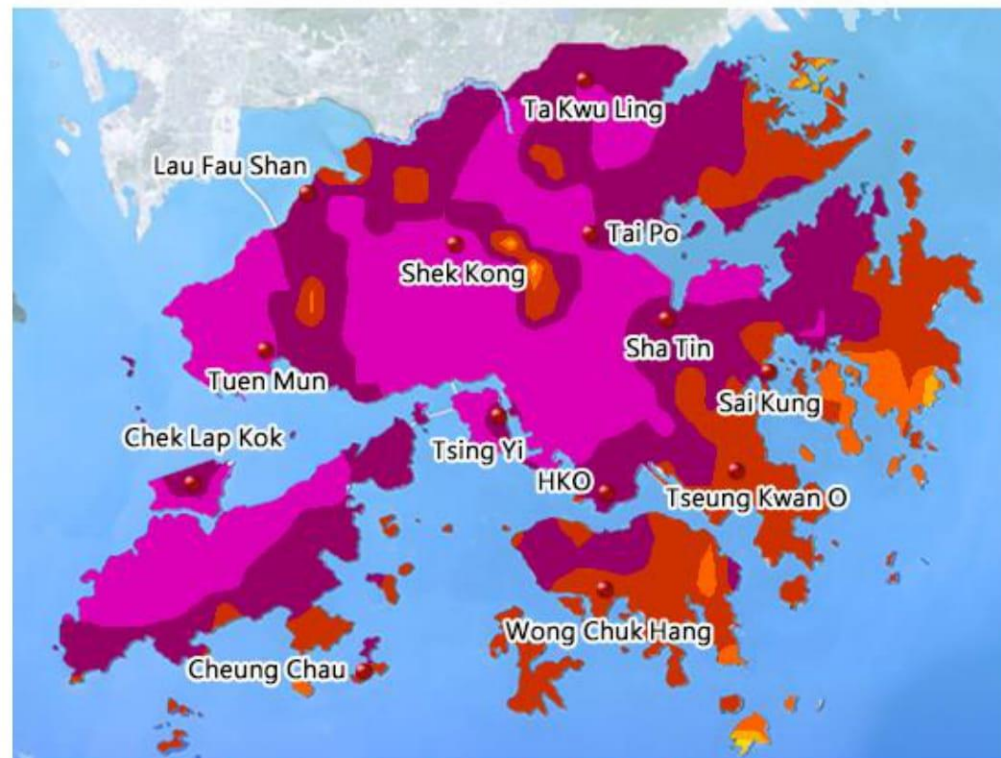 Ta Kwu Ling
Lau Fau Shan
Tai Po
Shek Kong
Sha Tin
Tuen Mun
Sai Kung
Chek Lap Kok
Tsing Yi
HKO
Tseung Kwan O
Wong Chuk Hang
Cheung Chau